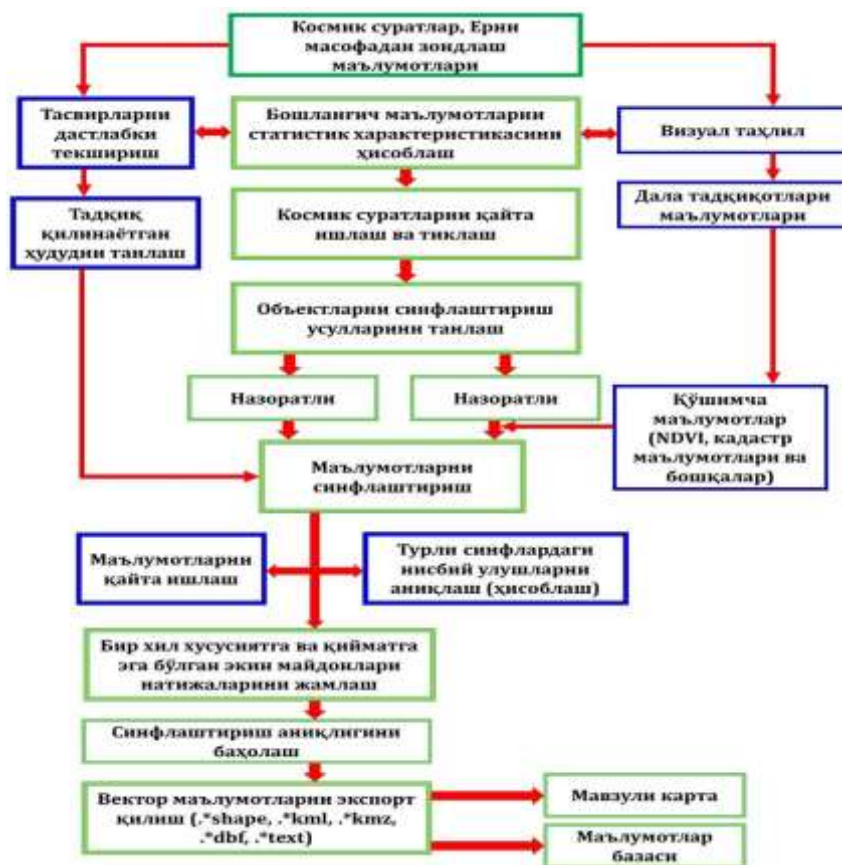 Космик суратлар, Ерни
масофадан зондлаш
маълумотлари
Тасвирларни
дастлабки
текшириш
Бошланғич маълумотларни
статистик характеристикасини
ҳисоблаш
Визуал таҳлил
Тадқиқ
қилинаётган
ҳудудни танлаш
Космик суратларни қайта
ишлаш ва тиклаш
Дала тадқиқотлари
маълумотлари
Объектларни синфлаштириш
усулларини танлаш
Назоратли
Назоратли
Қўшимча
маълумотлар
(NDVI, кадастр
маълумотлари ва
бошқалар)
Маълумотларни
синфлаштириш
Маълумотларни
қайта ишлаш
Турли синфлардаги
нисбий улушларни
аниқлаш (ҳисоблаш)
Бир хил хусусиятга ва қийматга
эга бўлган экин майдонлари
натижаларини жамлаш
Синфлаштириш аниқлигини
баҳолаш
Вектор маълумотларни экспорт
қилиш (.*shape, .*kml, .*kmz,
.*dbf, .*text)
Мавзули карта
Маълумотлар
базаси